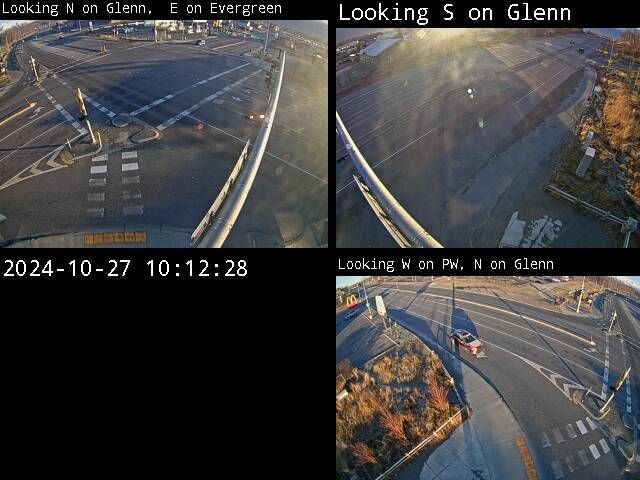 Looking N on Glenn, E on Evergreen
Looking S on Glenn
2024-10-27 10:12:28
Looking W on PW, N on Glenn